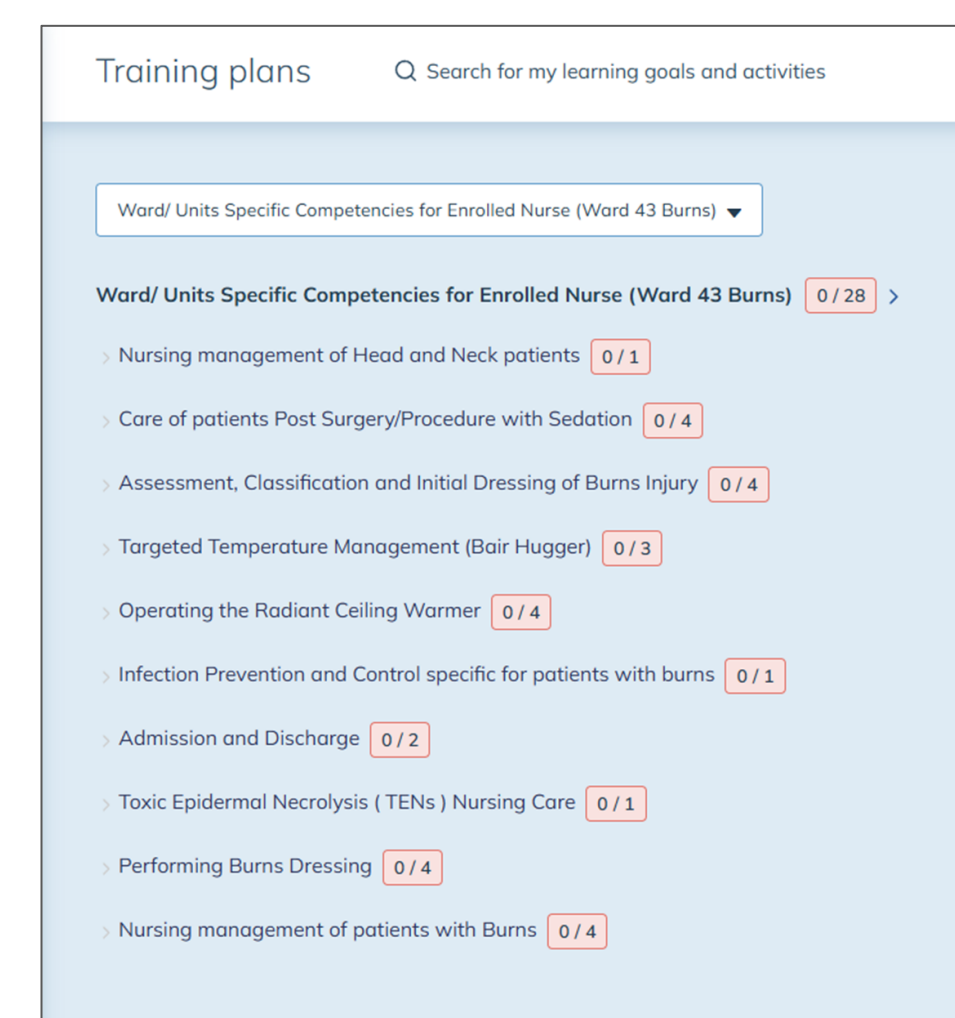 Training plans
Search for my learning goals and activities
Ward/ Units Specific Competencies for Enrolled Nurse (Ward 43 Burns)
Ward/ Units Specific Competencies for Enrolled Nurse (Ward 43 Burns) 0 / 28
Nursing management of Head and Neck patients 0 / 1
Care of patients Post Surgery/Procedure with Sedation 0 / 4
Assessment, Classification and Initial Dressing of Burns Injury 0 / 4
Targeted Temperature Management (Bair Hugger) 0 / 3
Operating the Radiant Ceiling Warmer 0 / 4
Infection Prevention and Control specific for patients with burns 0 / 1
Admission and Discharge 0 / 2
Toxic Epidermal Necrolysis ( TENs ) Nursing Care 0 / 1
Performing Burns Dressing 0 / 4
Nursing management of patients with Burns 0 / 4